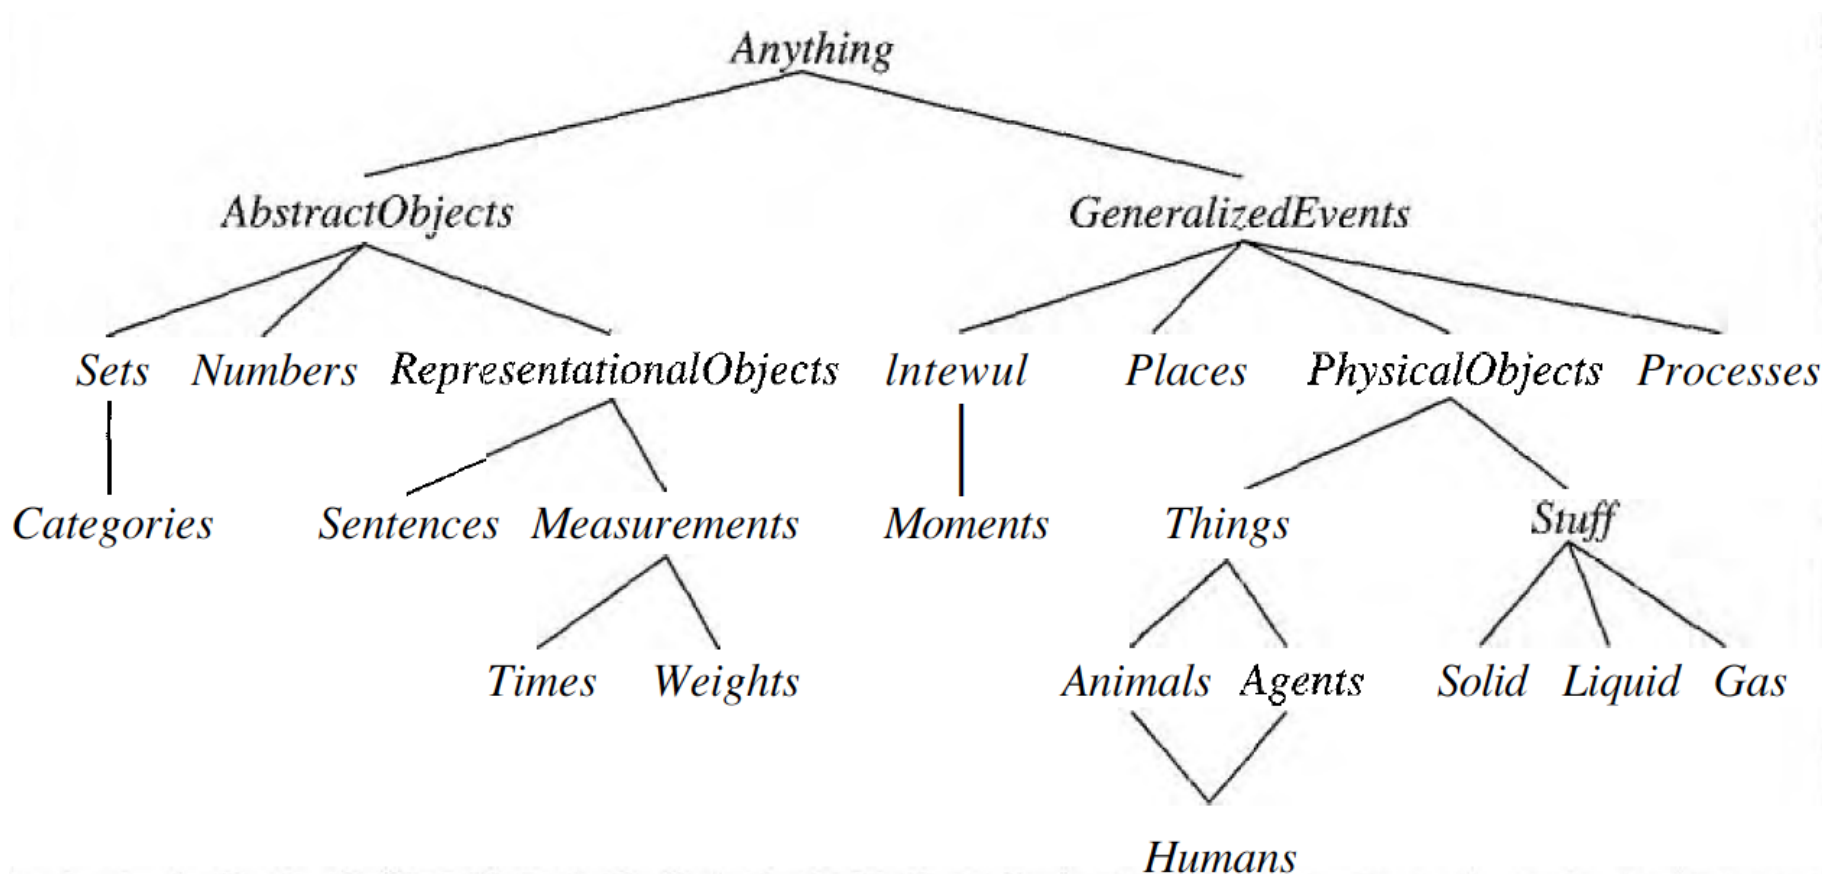 Anything
AbstractObjects GeneralizedEvents
Sets Numbers RepresentationalObjects Intewul Places PhysicalObjects Processes
Categories Sentences Measurements Moments Things Stuff
Times Weights Animals Agents Solid Liquid Gas
Humans